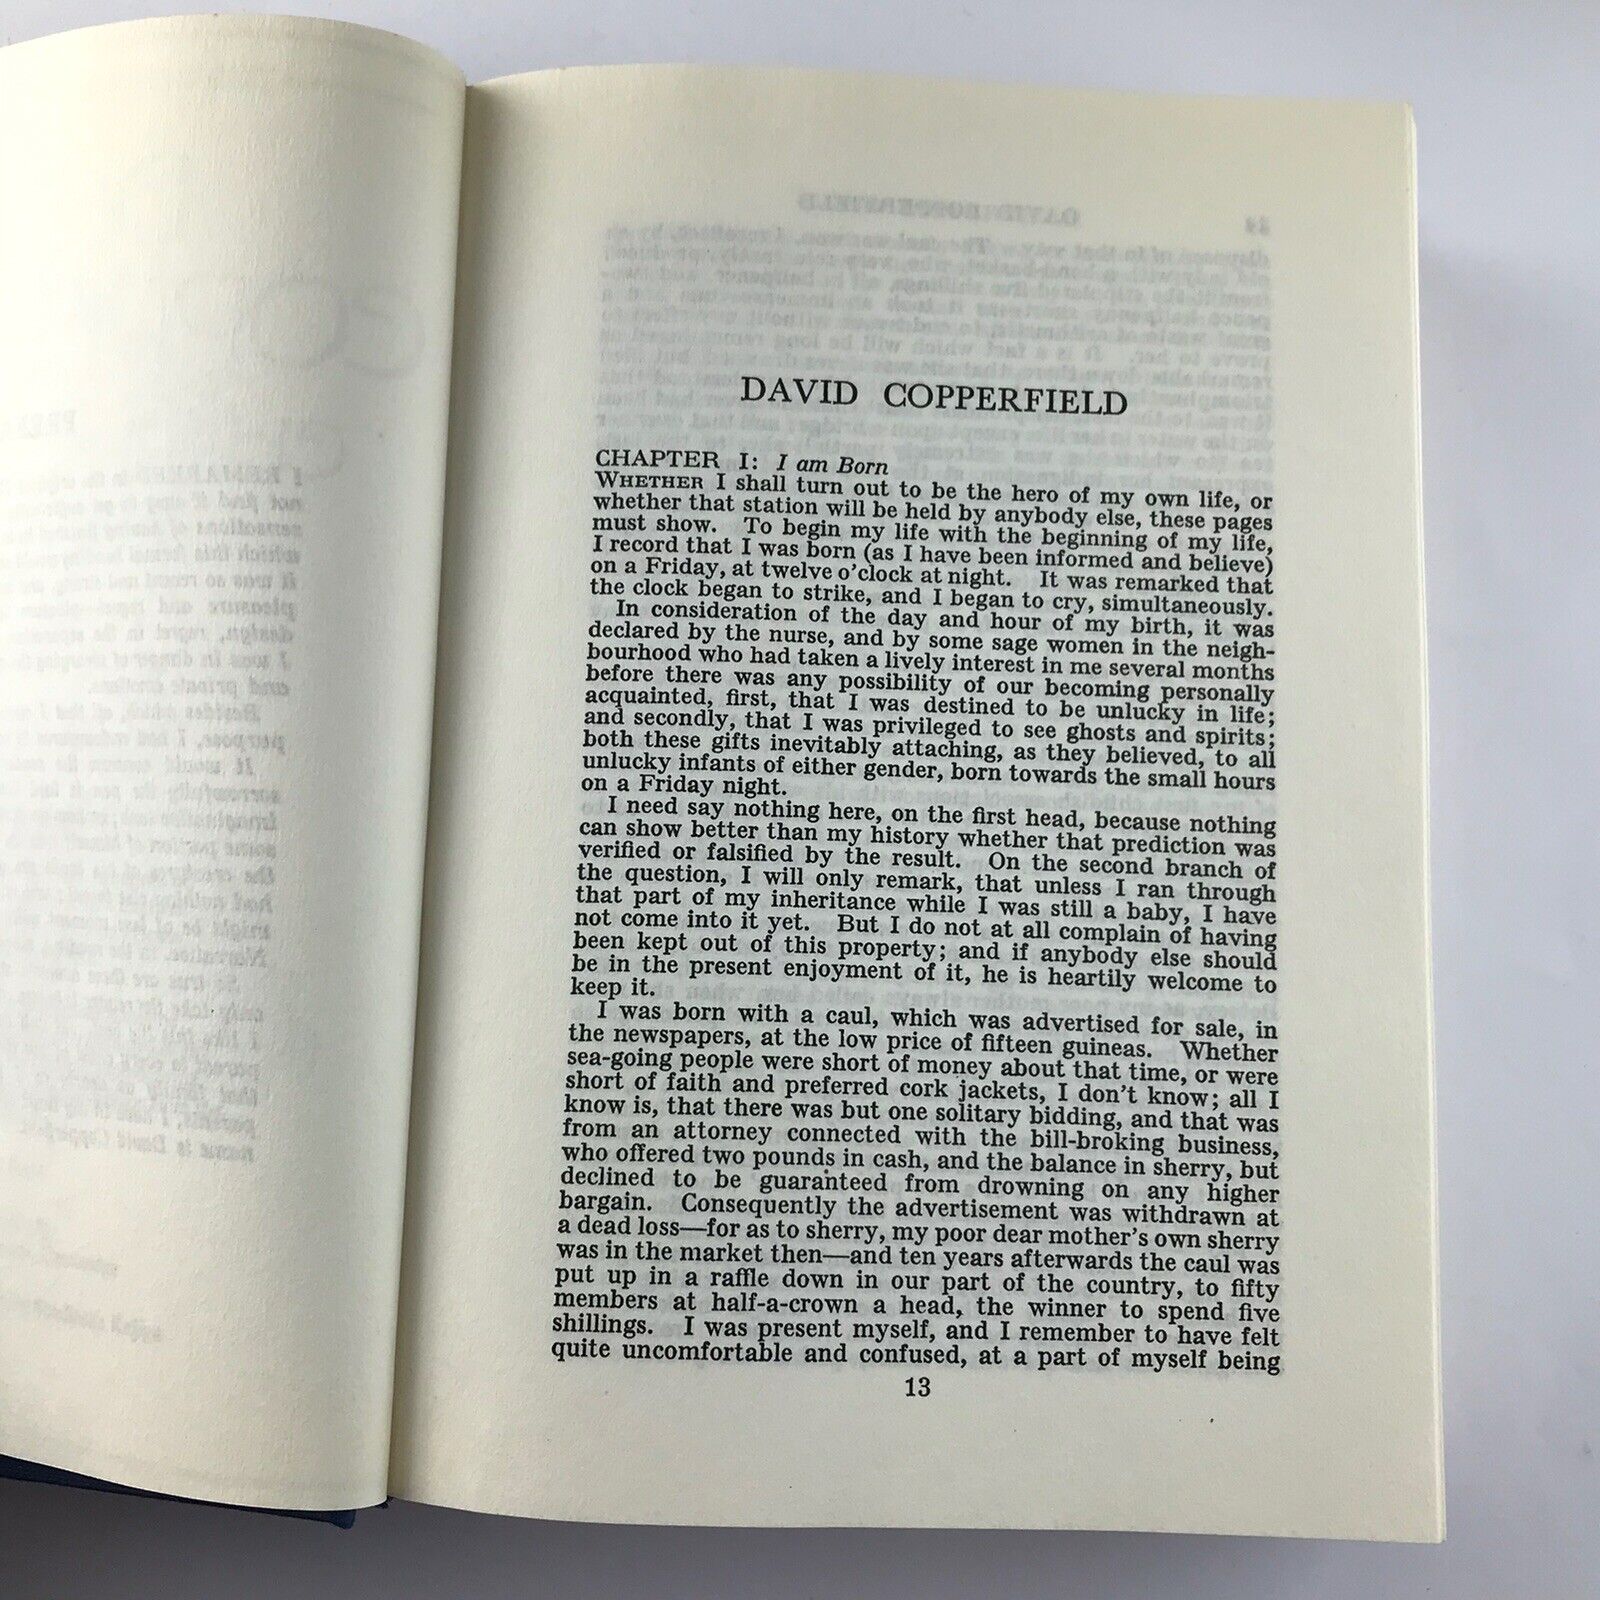 DAVID COPPERFIELD
CHAPTER I: I am Born
WHETHER I shall turn out to be the hero of my own life, or
whether that station will be held by anybody else, these pages
must show. To begin my life with the beginning of my life,
I record that I was born (as I have been informed and believe)
on a Friday, at twelve o'clock at night. It was remarked that
the clock began to strike, and I began to cry, simultaneously.
In consideration of the day and hour of my birth, it was
declared by the nurse, and by some sage women in the neigh-
bourhood who had taken a lively interest in me several months
before there was any possibility of our becoming personally
acquainted, first, that I was destined to be unlucky in life;
and secondly, that I was privileged to see ghosts and spirits;
both these gifts inevitably attaching, as they believed, to all
unlucky infants of either gender, born towards the small hours
on a Friday night.
I need say nothing here, on the first head, because nothing
can show better than my history whether that prediction was
verified or falsified by the result. On the second branch of
the question, I will only remark, that unless I ran through
that part of my inheritance while I was still a baby, I have
not come into it yet. But I do not at all complain of having
been kept out of this property; and if anybody else should
be in the present enjoyment of it, he is heartily welcome to
keep it.
I was born with a caul, which was advertised for sale, in
the newspapers, at the low price of fifteen guineas. Whether
sea-going people were short of money about that time, or were
short of faith and preferred cork jackets, I don't know; all I
know is, that there was but one solitary bidding, and that was
from an attorney connected with the bill-broking business,
who offered two pounds in cash, and the balance in sherry, but
declined to be guaranteed from drowning on any higher
bargain. Consequently the advertisement was withdrawn at
a dead loss—for as to sherry, my poor dear mother's own sherry
was in the market then—and ten years afterwards the caul was
put up in a raffle down in our part of the country, to fifty
members at half-a-crown a head, the winner to spend five
shillings. I was present myself, and I remember to have felt
quite uncomfortable and confused, at a part of myself being
13